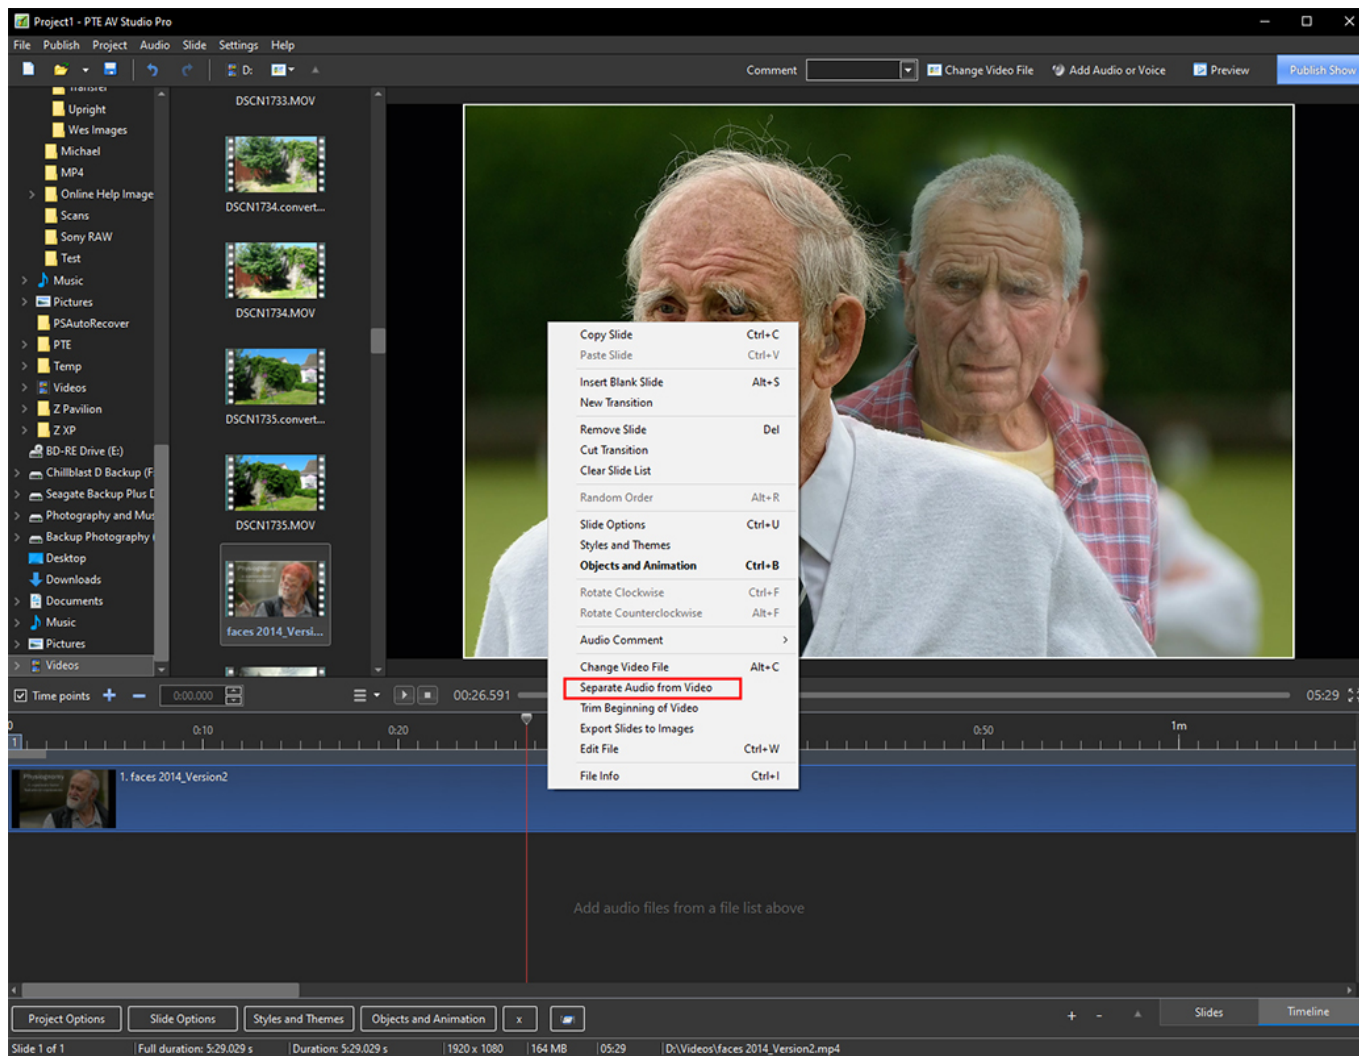 Project1 - PTE AV Studio Pro
File Publish Project Audio Slide Settings Help
D:
Comment
Change Video File
Add Audio or Voice
Preview
Publish Show
Transfer
Upright
Wes Images
Michael
MP4
Online Help Image
Scans
Sony RAW
Test
Music
Pictures
PSAutoRecover
PTE
Temp
Videos
Z Pavilion
Z XP
BD-RE Drive (E:)
Chillblast D Backup (F
Seagate Backup Plus D
Photography and Mus
Backup Photography (
Desktop
Downloads
Documents
Music
Pictures
Videos
DSCN1733.MOV
DSCN1734.convert...
DSCN1734.MOV
DSCN1735.convert...
DSCN1735.MOV
faces 2014_Versi...
Copy Slide Ctrl+C
Paste Slide Ctrl+V
Insert Blank Slide Alt+S
New Transition
Remove Slide Del
Cut Transition
Clear Slide List
Random Order Alt+R
Slide Options Ctrl+U
Styles and Themes
Objects and Animation Ctrl+B
Rotate Clockwise Ctrl+F
Rotate Counterclockwise Alt+F
Audio Comment >
Change Video File Alt+C
Separate Audio from Video
Trim Beginning of Video
Export Slides to Images
Edit File Ctrl+W
File Info Ctrl+I
Time points
0:00.000
00:26.591
05:29
0 0:10 0:20 0:50 1m
1
1. faces 2014_Version2
Add audio files from a file list above
Project Options
Slide Options
Styles and Themes
Objects and Animation
x
+ -
Slides
Timeline
Slide 1 of 1
Full duration: 5:29.029 s
Duration: 5:29.029 s
1920 x 1080
164 MB
05:29
D:\Videos\faces 2014_Version2.mp4